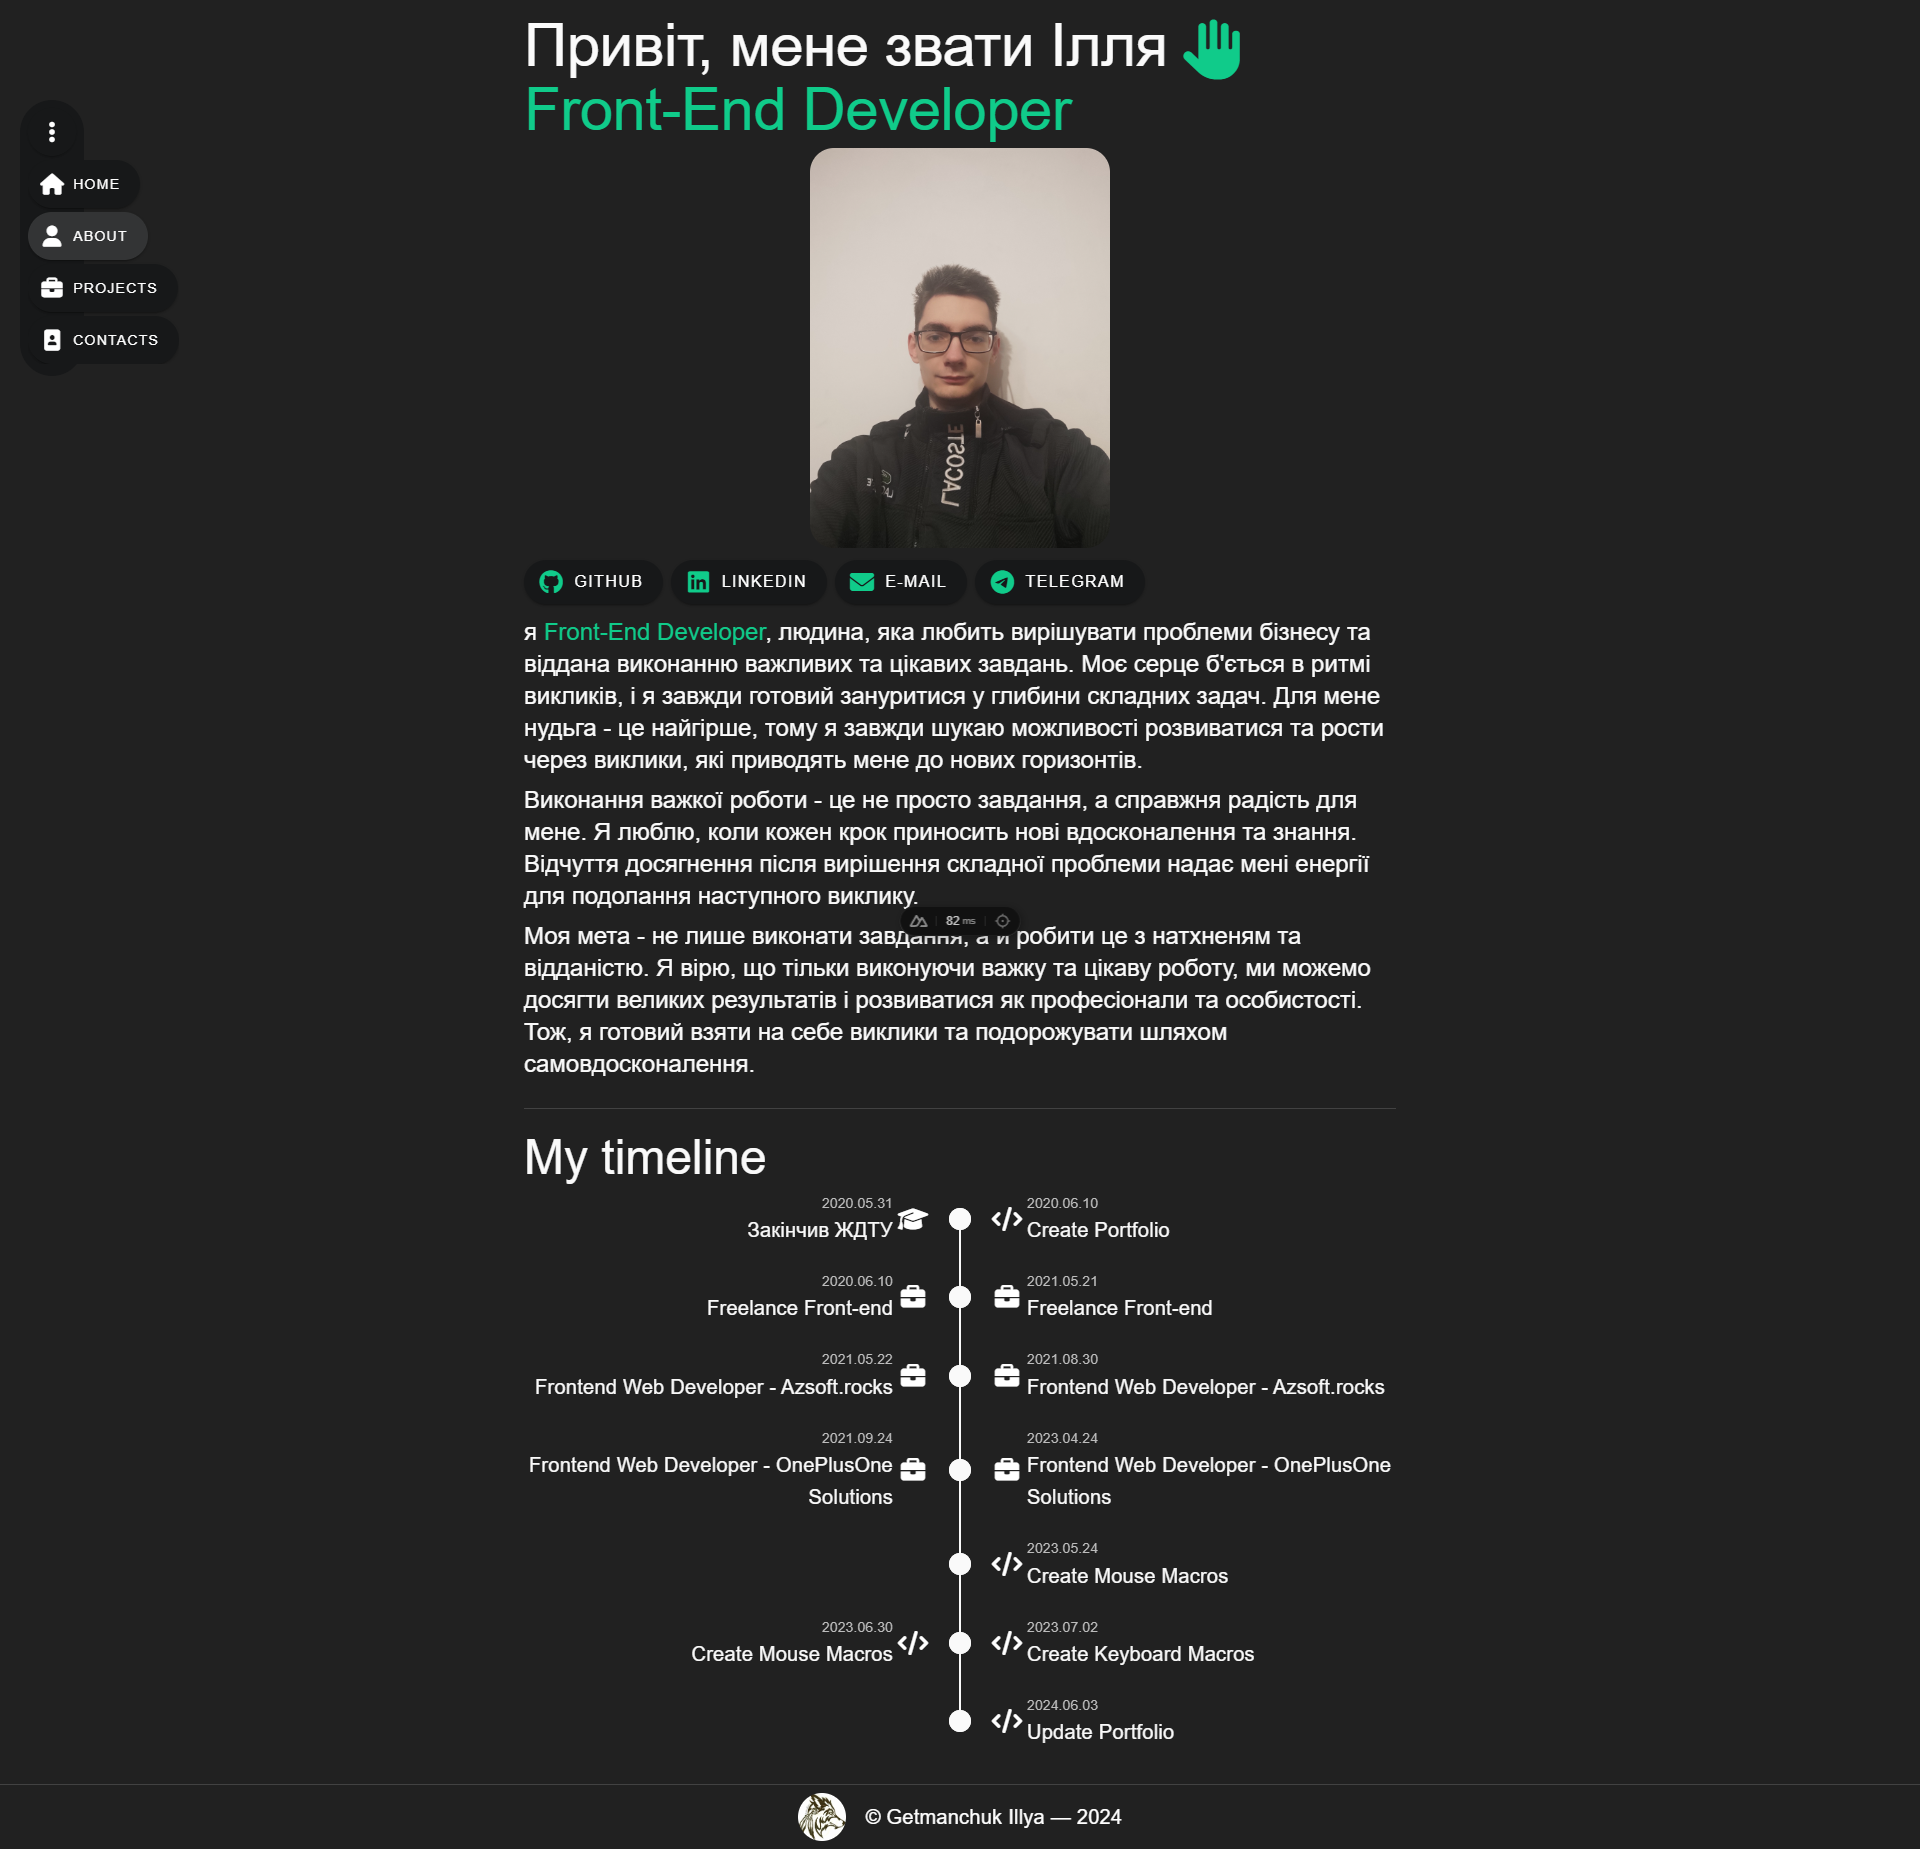 Привіт, мене звати Ілля
Front-End Developer
HOME
ABOUT
PROJECTS
CONTACTS
LACOSTE
GITHUB
LINKEDIN
E-MAIL
TELEGRAM
я Front-End Developer, людина, яка любить вирішувати проблеми бізнесу та
віддана виконанню важливих та цікавих завдань. Моє серце б'ється в ритмі
викликів, і я завжди готовий зануритися у глибини складних задач. Для мене
нудьга - це найгірше, тому я завжди шукаю можливості розвиватися та рости
через виклики, які приводять мене до нових горизонтів.
Виконання важкої роботи - це не просто завдання, а справжня радість для
мене. Я люблю, коли кожен крок приносить нові вдосконалення та знання.
Відчуття досягнення після вирішення складної проблеми надає мені енергії
для подолання наступного виклику.
82 ms
Моя мета - не лише виконати завдання, а й робити це з натхненям та
відданістю. Я вірю, що тільки виконуючи важку та цікаву роботу, ми можемо
досягти великих результатів і розвиватися як професіонали та особистості.
Тож, я готовий взяти на себе виклики та подорожувати шляхом
самовдосконалення.
My timeline
2020.05.31
Закінчив ЖДТУ
2020.06.10
Create Portfolio
2020.06.10
Freelance Front-end
2021.05.21
Freelance Front-end
2021.05.22
Frontend Web Developer - Azsoft.rocks
2021.08.30
Frontend Web Developer - Azsoft.rocks
2021.09.24
Frontend Web Developer - OnePlusOne
Solutions
2023.04.24
Frontend Web Developer - OnePlusOne
Solutions
2023.05.24
Create Mouse Macros
2023.06.30
Create Mouse Macros
2023.07.02
Create Keyboard Macros
2024.06.03
Update Portfolio
© Getmanchuk Illya — 2024